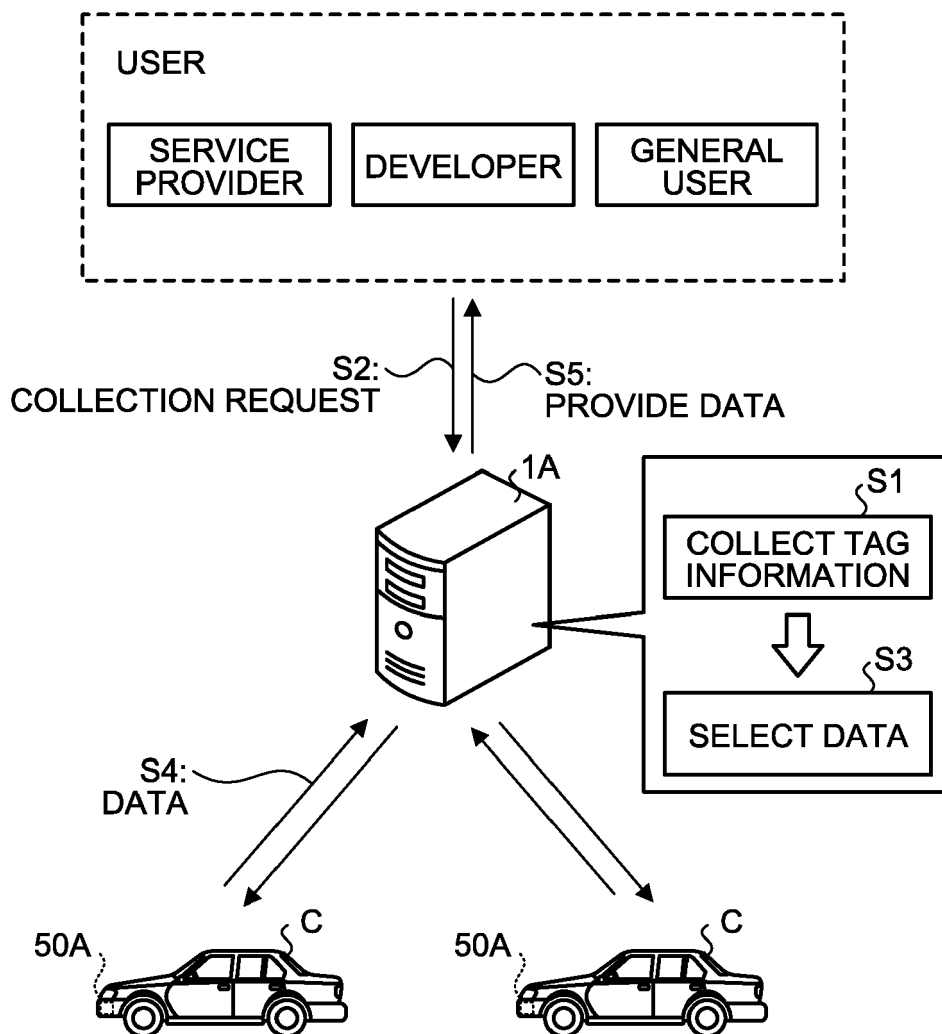 USER
SERVICE
PROVIDER
DEVELOPER
GENERAL
USER
S2:
COLLECTION REQUEST
S5:
PROVIDE DATA
1A
S1
COLLECT TAG
INFORMATION
S3
SELECT DATA
S4:
DATA
50A
C
50A
C